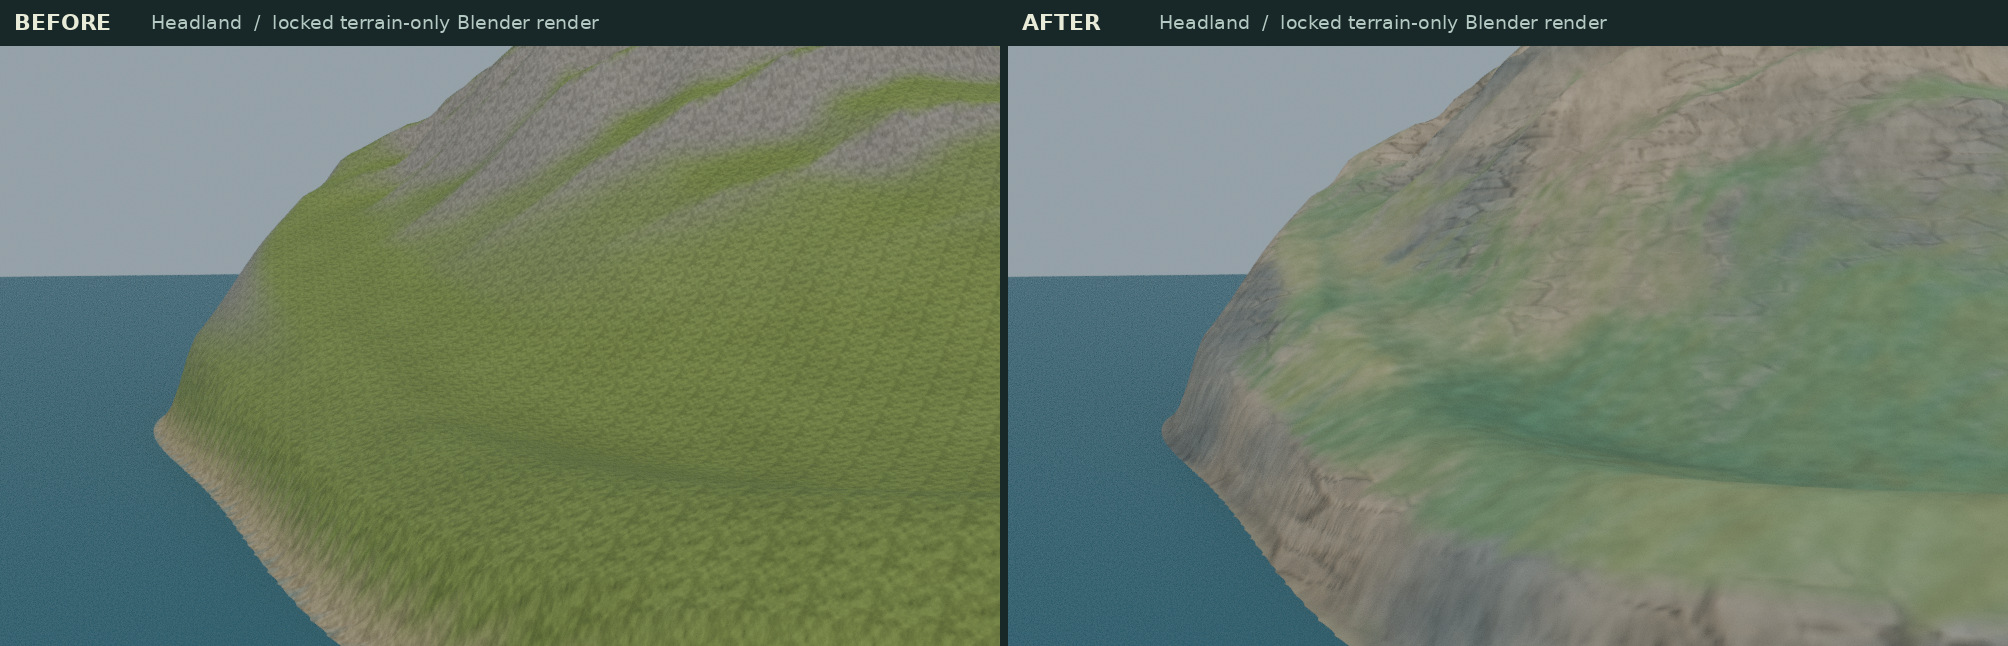 BEFORE Headland / locked terrain-only Blender render
AFTER Headland / locked terrain-only Blender render